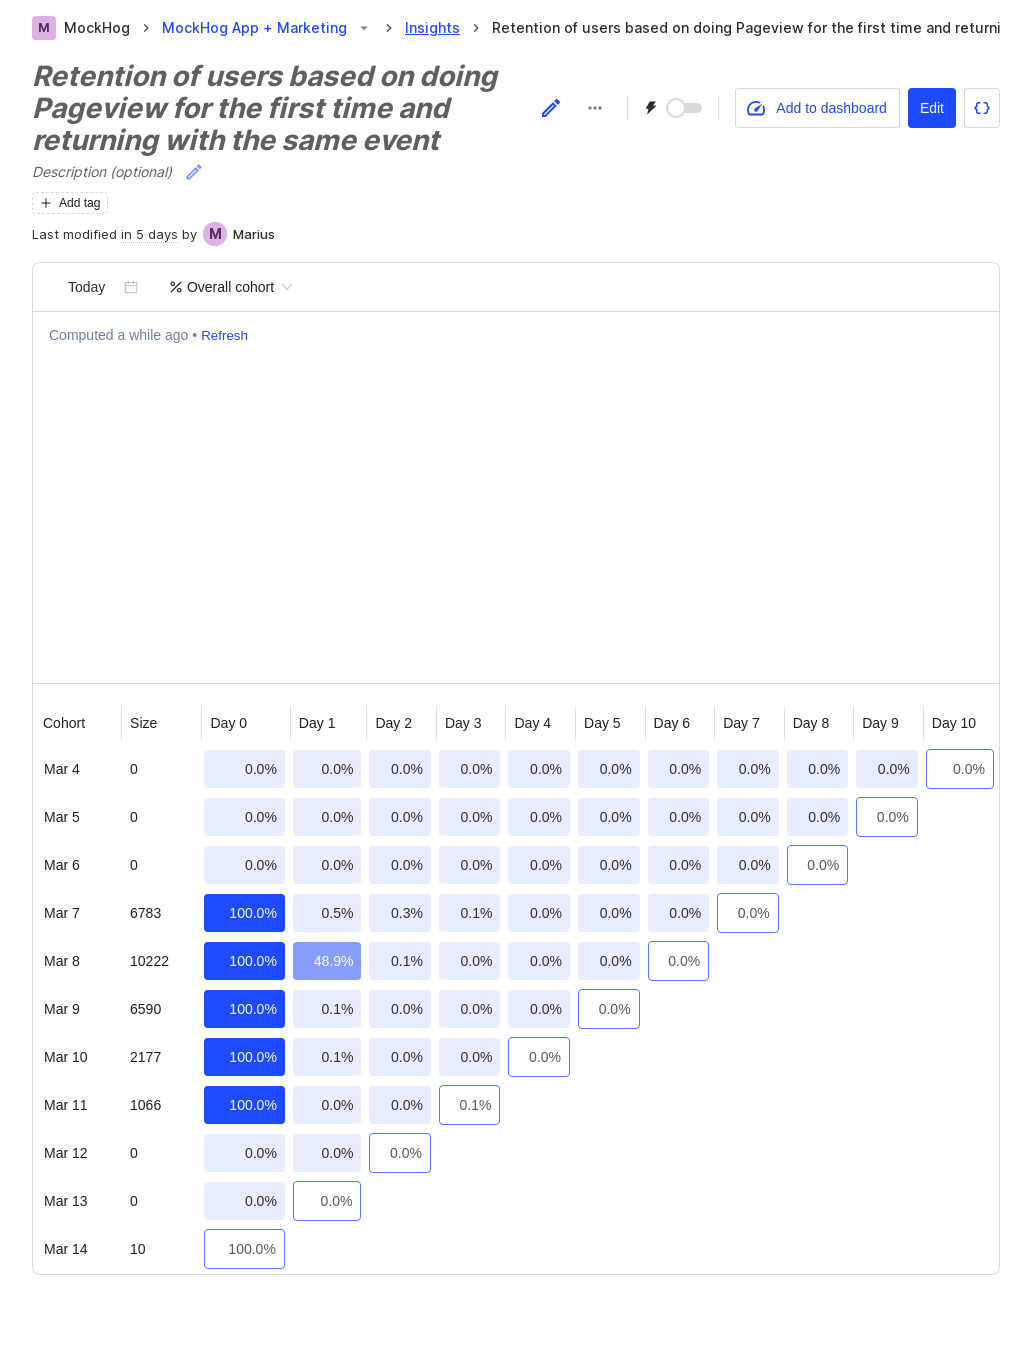 M MockHog MockHog App + Marketing Insights Retention of users based on doing Pageview for the first time and returni
Retention of users based on doing
Pageview for the first time and
returning with the same event
Add to dashboard Edit
Description (optional)
Add tag
Last modified in 5 days by M Marius
Today % Overall cohort
Computed a while ago • Refresh
Cohort Size Day 0 Day 1 Day 2 Day 3 Day 4 Day 5 Day 6 Day 7 Day 8 Day 9 Day 10
Mar 4 0 0.0% 0.0% 0.0% 0.0% 0.0% 0.0% 0.0% 0.0% 0.0% 0.0% 0.0%
Mar 5 0 0.0% 0.0% 0.0% 0.0% 0.0% 0.0% 0.0% 0.0% 0.0% 0.0%
Mar 6 0 0.0% 0.0% 0.0% 0.0% 0.0% 0.0% 0.0% 0.0% 0.0%
Mar 7 6783 100.0% 0.5% 0.3% 0.1% 0.0% 0.0% 0.0% 0.0%
Mar 8 10222 100.0% 48.9% 0.1% 0.0% 0.0% 0.0% 0.0%
Mar 9 6590 100.0% 0.1% 0.0% 0.0% 0.0% 0.0%
Mar 10 2177 100.0% 0.1% 0.0% 0.0% 0.0%
Mar 11 1066 100.0% 0.0% 0.0% 0.1%
Mar 12 0 0.0% 0.0% 0.0%
Mar 13 0 0.0% 0.0%
Mar 14 10 100.0%